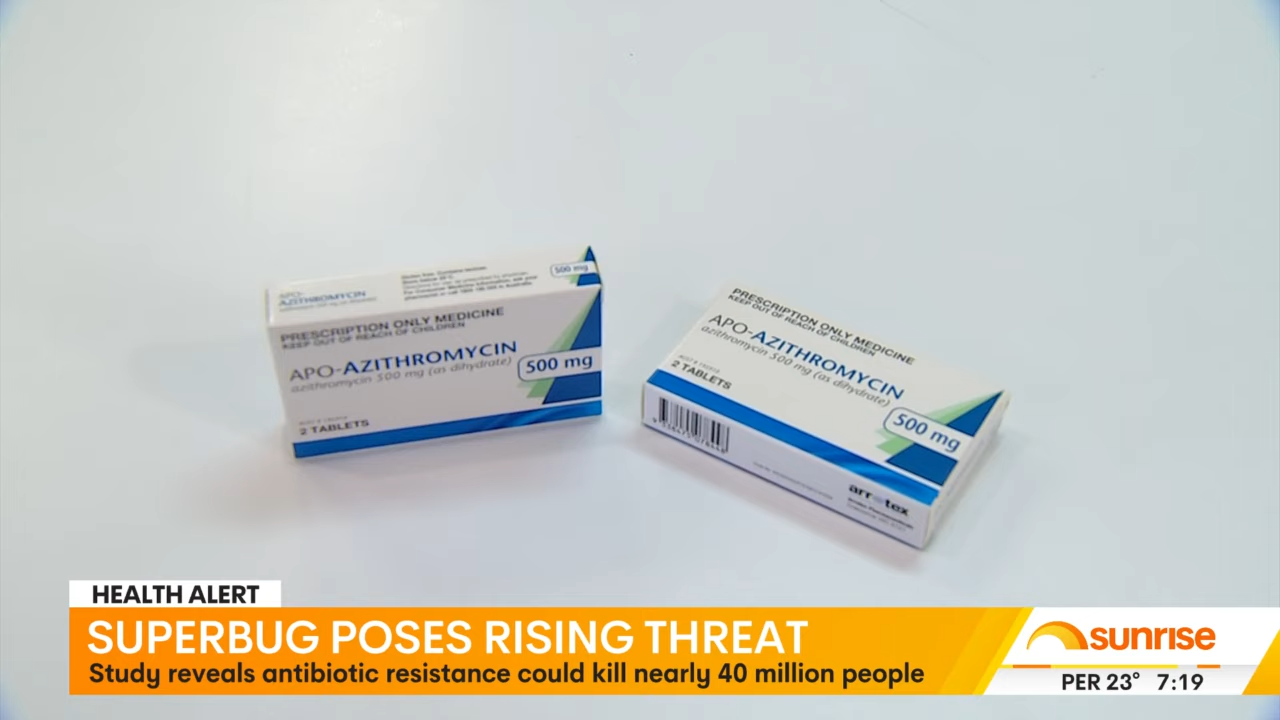 APO-
AZITHROMYCIN
500 mg
PRESCRIPTION ONLY MEDICINE
KEEP OUT OF REACH OF CHILDREN
APO-AZITHROMYCIN
azithromycin 500 mg (as dihydrate)
500 mg
2 TABLETS
PRESCRIPTION ONLY MEDICINE
KEEP OUT OF REACH OF CHILDREN
APO-AZITHROMYCIN
azithromycin 500 mg (as dihydrate)
2 TABLETS
500 mg
arrotex
HEALTH ALERT
SUPERBUG POSES RISING THREAT
Study reveals antibiotic resistance could kill nearly 40 million people
sunrise
PER 23° 7:19